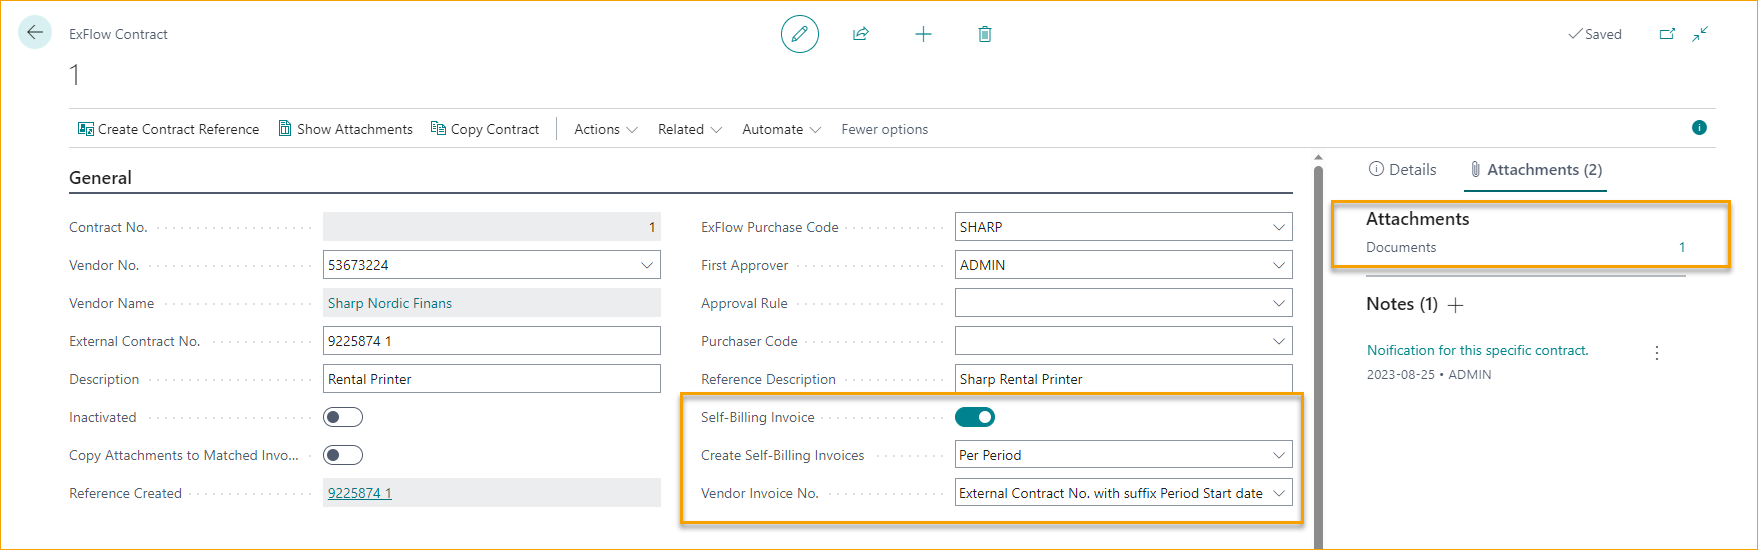 ExFlow Contract
Saved
1
Create Contract Reference Show Attachments Copy Contract Actions Related Automate Fewer options
General
Contract No. 1
Vendor No. 53673224
Vendor Name Sharp Nordic Finans
External Contract No. 9225874 1
Description Rental Printer
Inactivated
Copy Attachments to Matched Invo...
Reference Created 9225874 1
ExFlow Purchase Code SHARP
First Approver ADMIN
Approval Rule
Purchaser Code
Reference Description Sharp Rental Printer
Self-Billing Invoice
Create Self-Billing Invoices Per Period
Vendor Invoice No. External Contract No. with suffix Period Start date
Details Attachments (2)
Attachments
Documents 1
Notes (1)
Noification for this specific contract.
2023-08-25 • ADMIN